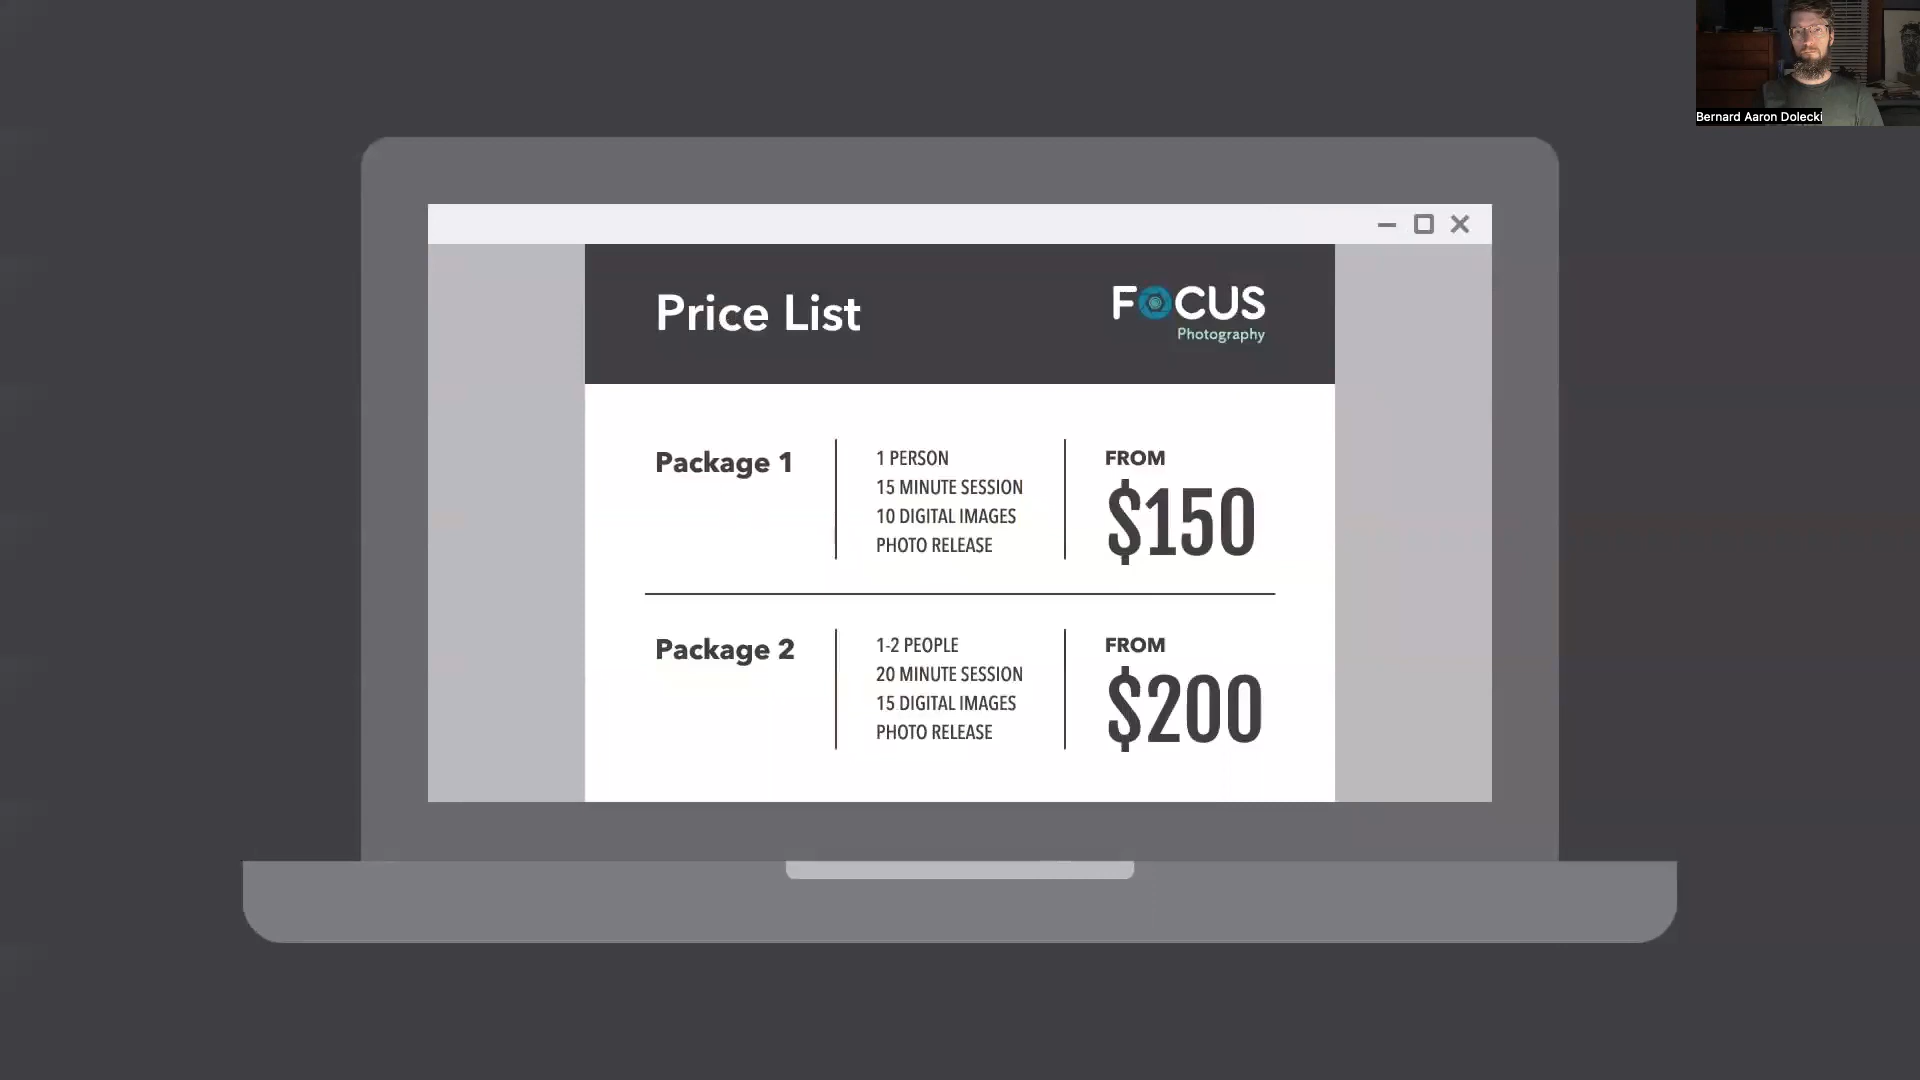 Bernard Aaron Dolecki
Price List
FOCUS
Photography
Package 1
1 PERSON
15 MINUTE SESSION
10 DIGITAL IMAGES
PHOTO RELEASE
FROM
$150
Package 2
1-2 PEOPLE
20 MINUTE SESSION
15 DIGITAL IMAGES
PHOTO RELEASE
FROM
$200